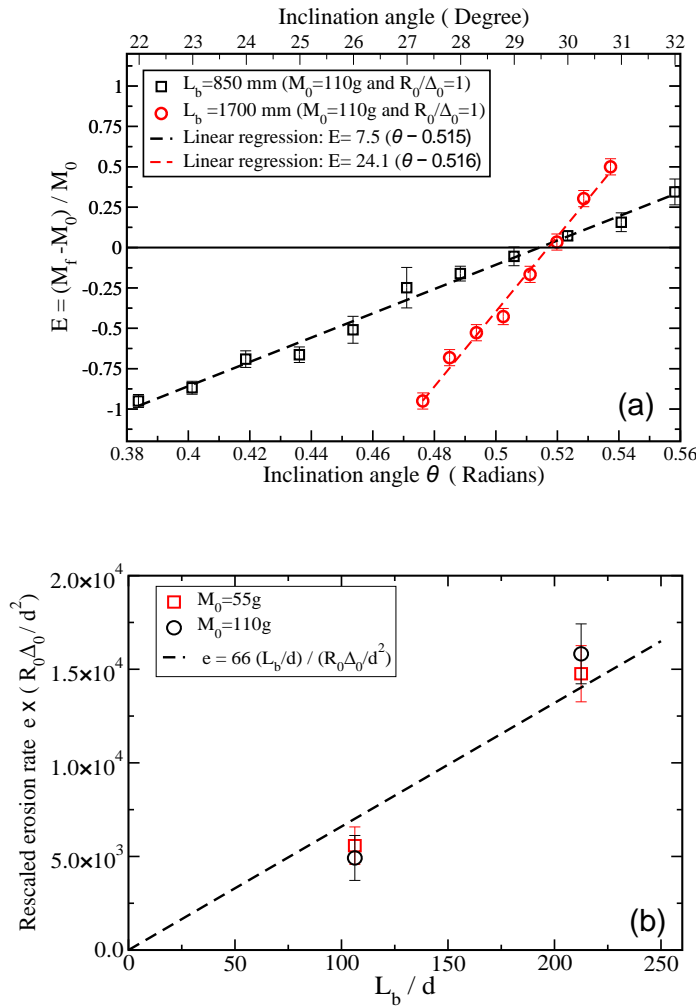 Inclination angle ( Degree)
22 23 24 25 26 27 28 29 30 31 32
L_b=850 mm (M_0=110g and R_0/Δ_0=1)
L_b =1700 mm (M_0=110g and R_0/Δ_0=1)
Linear regression: E= 7.5 (θ − 0.515)
Linear regression: E= 24.1 (θ − 0.516)
E = (M_f -M_0) / M_0
1
0.75
0.5
0.25
0
-0.25
-0.5
-0.75
-1
(a)
0.38 0.4 0.42 0.44 0.46 0.48 0.5 0.52 0.54 0.56
Inclination angle θ ( Radians)
Rescaled erosion rate e x ( R_0Δ_0/ d^2)
2.0×10^4
1.5×10^4
1.0×10^4
5.0×10^3
0.0
M_0=55g
M_0=110g
e = 66 (L_b/d) / (R_0Δ_0/d^2)
(b)
0 50 100 150 200 250
L_b / d